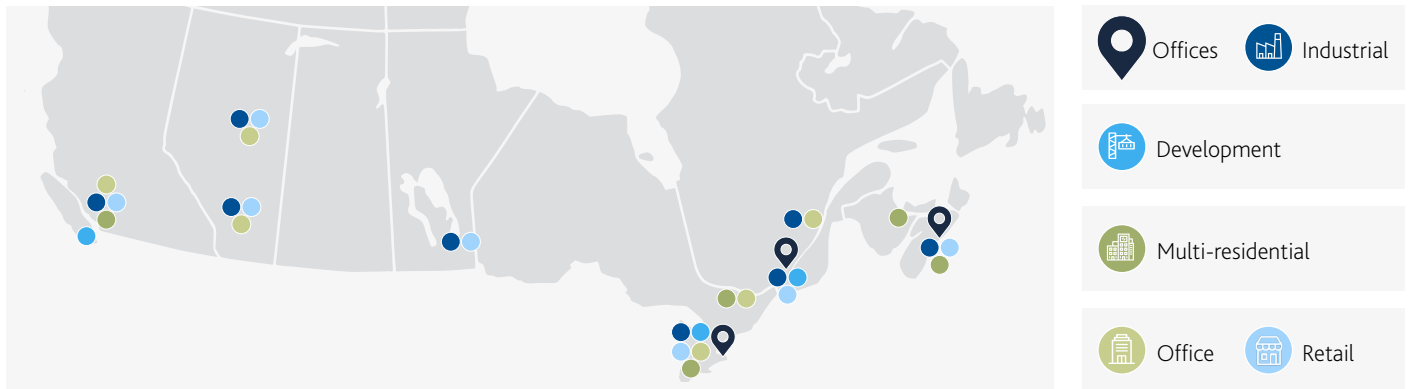 Offices
Industrial
Development
Multi-residential
Office
Retail